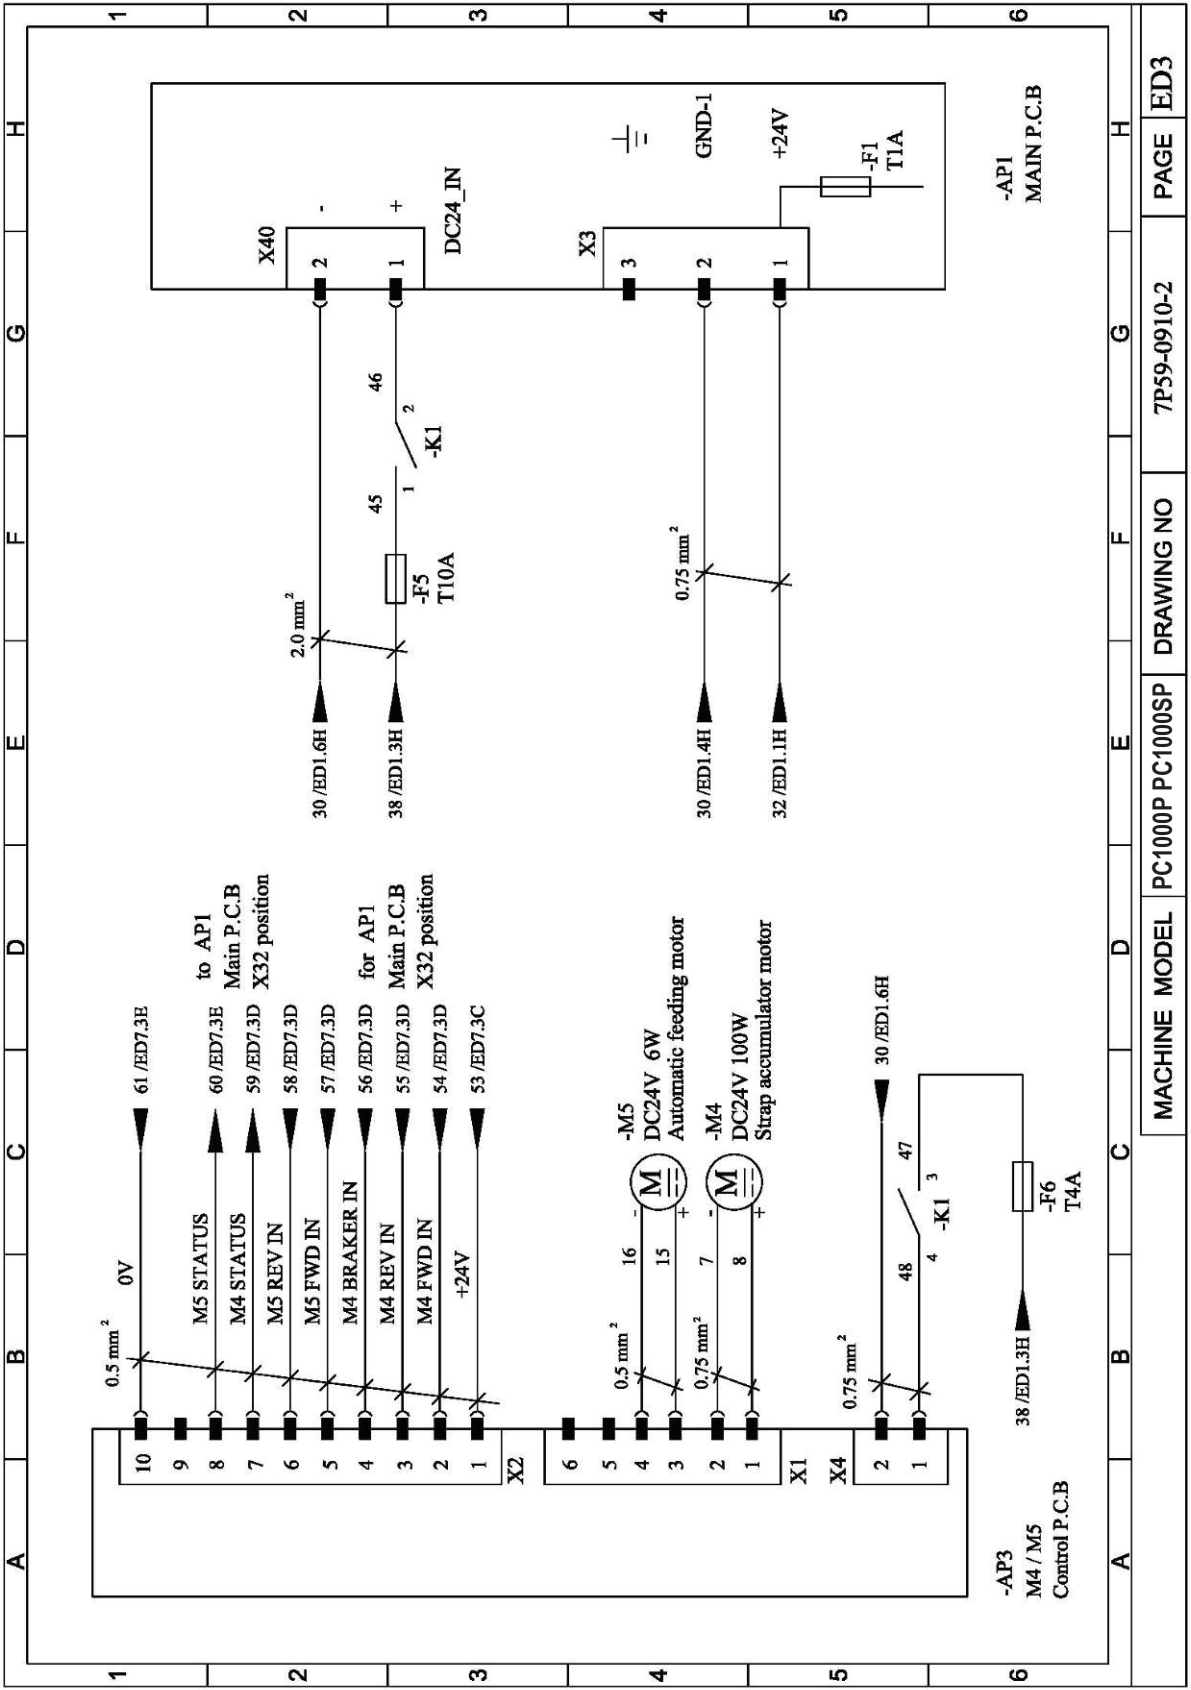 1
2
3
4
5
6
A
B
C
D
E
F
G
H
0.5 mm²
0V
61 /ED7.3E
10
9
8
7
6
5
4
3
2
1
X2
M5 STATUS
60 /ED7.3E
M4 STATUS
59 /ED7.3D
M5 REV IN
58 /ED7.3D
M5 FWD IN
57 /ED7.3D
M4 BRAKER IN
56 /ED7.3D
M4 REV IN
55 /ED7.3D
M4 FWD IN
54 /ED7.3D
+24V
53 /ED7.3C
to AP1
Main P.C.B
X32 position
for AP1
Main P.C.B
X32 position
6
5
4
3
2
1
X1
0.5 mm²
16
15
-
+
M
-M5
DC24V 6W
Automatic feeding motor
0.75 mm²
7
8
-
+
M
-M4
DC24V 100W
Strap accumulator motor
X4
2
1
0.75 mm²
30 /ED1.6H
48
47
4
3
-K1
38 /ED1.3H
-F6
T4A
-AP3
M4 / M5
Control P.C.B
2.0 mm²
30 /ED1.6H
38 /ED1.3H
-F5
T10A
45
46
1
2
-K1
X40
2
1
-
+
DC24_IN
0.75 mm²
30 /ED1.4H
32 /ED1.1H
X3
3
2
1
GND-1
+24V
-F1
T1A
-AP1
MAIN P.C.B
1
2
3
4
5
6
A
B
C
D
E
F
G
H
MACHINE MODEL
PC1000P PC1000SP
DRAWING NO
7P59-0910-2
PAGE
ED3